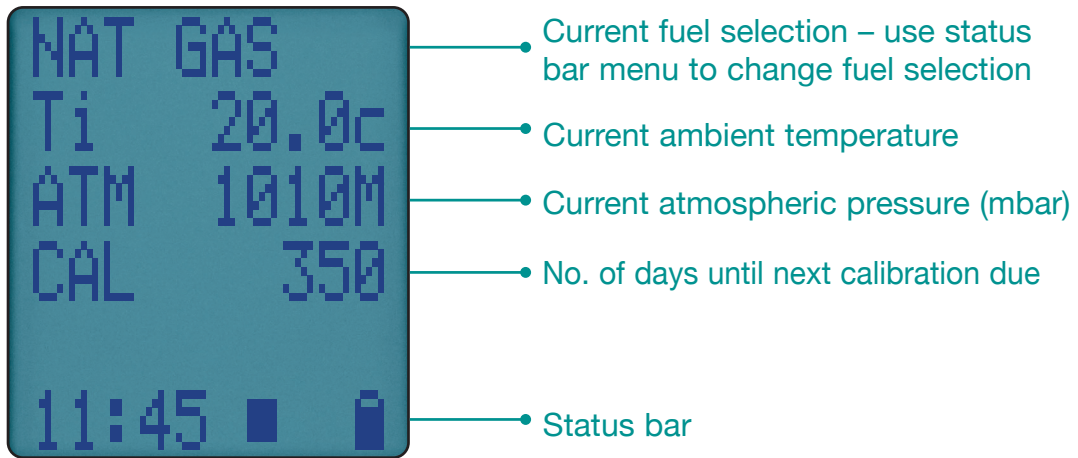 NAT GAS
Current fuel selection – use status
bar menu to change fuel selection
Ti 20.0c
Current ambient temperature
ATM 1010M
Current atmospheric pressure (mbar)
CAL 350
No. of days until next calibration due
11:45
Status bar